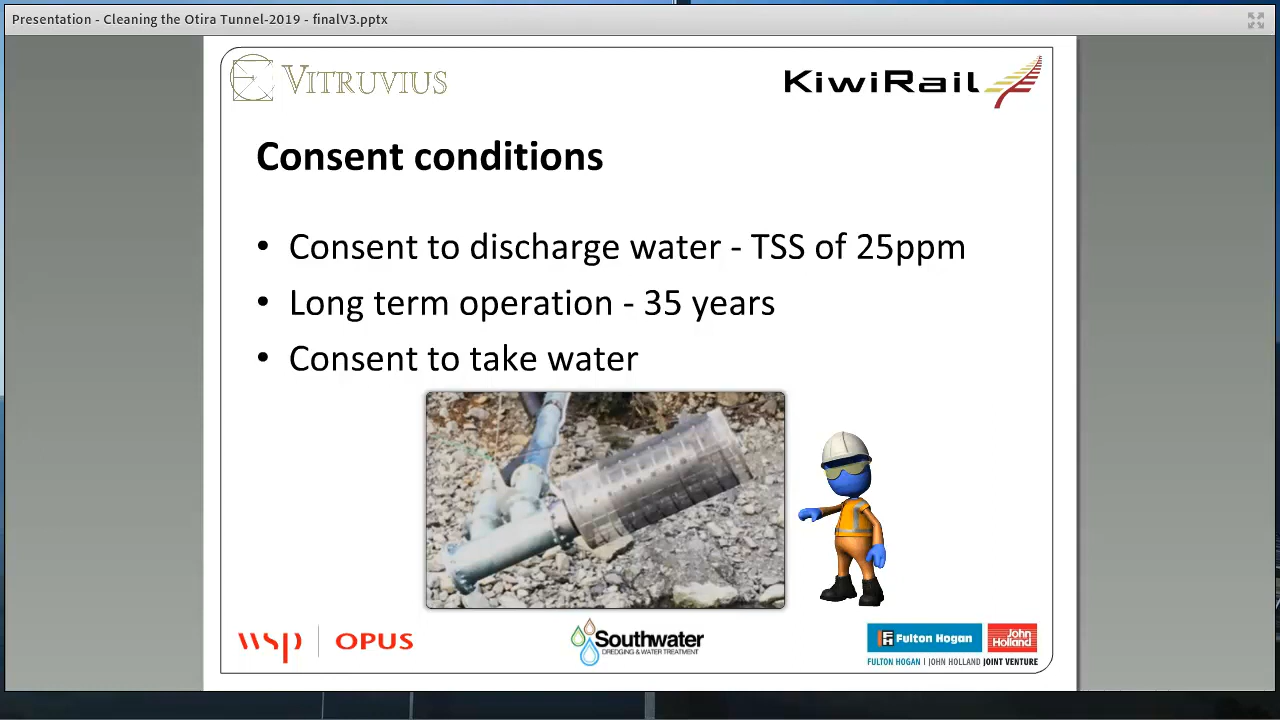 Presentation - Cleaning the Otira Tunnel-2019 - finalV3.pptx
VITRUVIUS
KiwiRail
Consent conditions
• Consent to discharge water - TSS of 25ppm
• Long term operation - 35 years
• Consent to take water
wsp | OPUS
Southwater
DREDGING & WATER TREATMENT
Fulton Hogan
John Holland
FULTON HOGAN | JOHN HOLLAND JOINT VENTURE